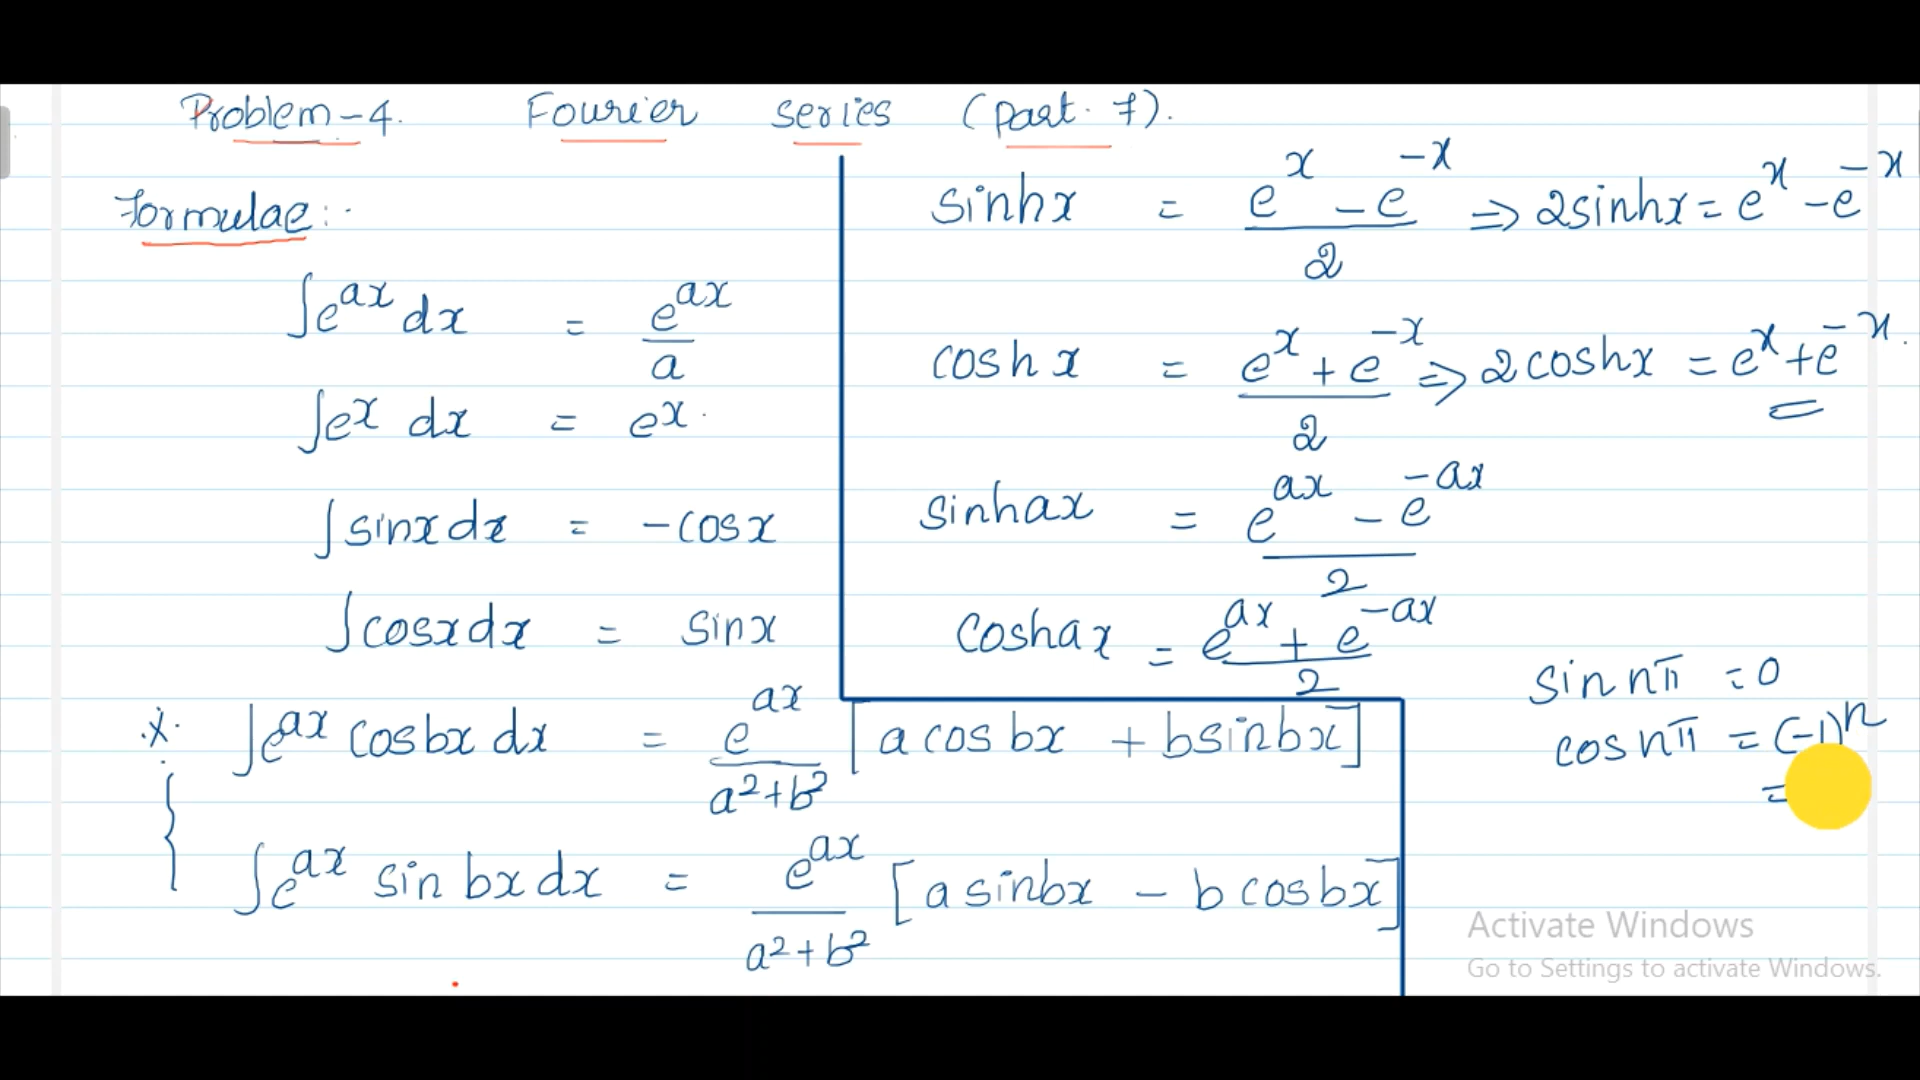 Problem-4. Fourier series (part. 7).
Formulae:-
∫e^{ax} dx = e^{ax}/a
∫e^x dx = e^x.
∫sinx dx = -cosx
∫cosx dx = sinx
*. ∫e^{ax} cosbx dx = e^{ax}/(a²+b²) [a cos bx + b sin bx]
∫e^{ax} sin bx dx = e^{ax}/(a²+b²) [a sinbx - b cosbx]
sinhx = (e^x - e^{-x})/2 => 2sinhx = e^x - e^{-x}
coshx = (e^x + e^{-x})/2 => 2coshx = e^x + e^{-x}.
sinhax = (e^{ax} - e^{-ax})/2
coshax = (e^{ax} + e^{-ax})/2
sin nπ = 0
cos nπ = (-1)^n
=
Activate Windows
Go to Settings to activate Windows.